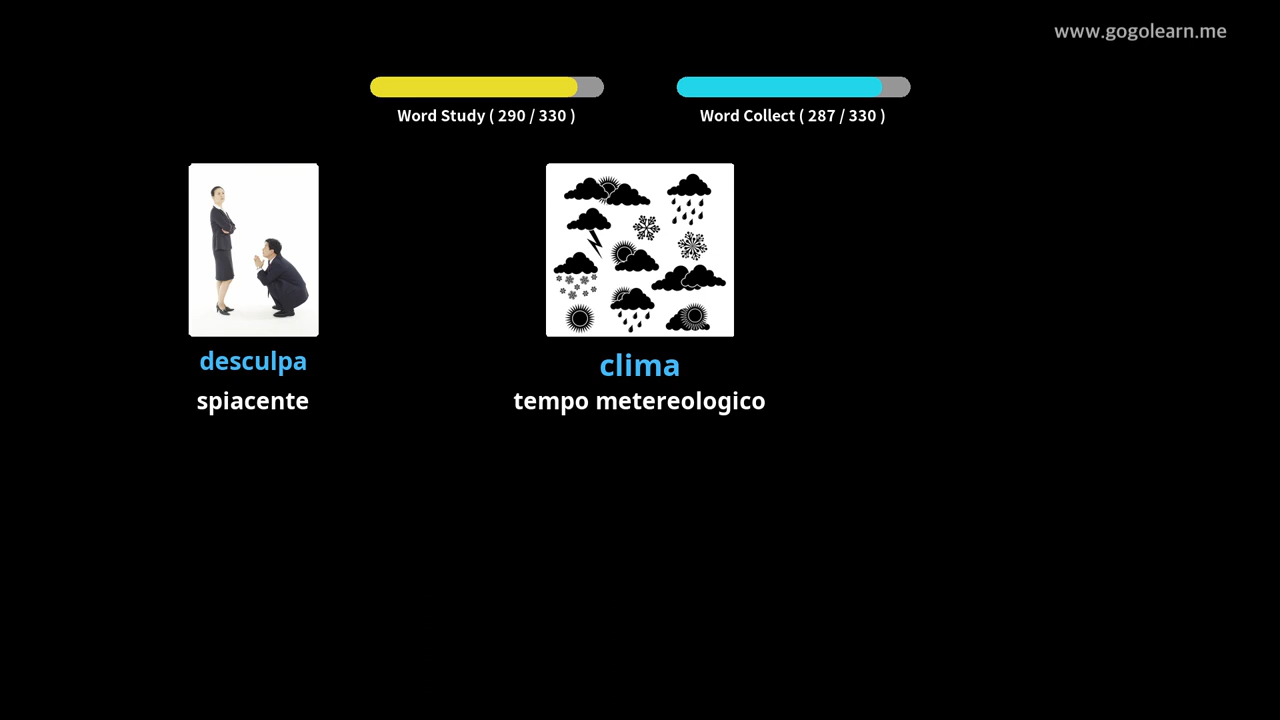 www.gogolearn.me
Word Study ( 290 / 330 )
Word Collect ( 287 / 330 )
desculpa
spiacente
clima
tempo metereologico